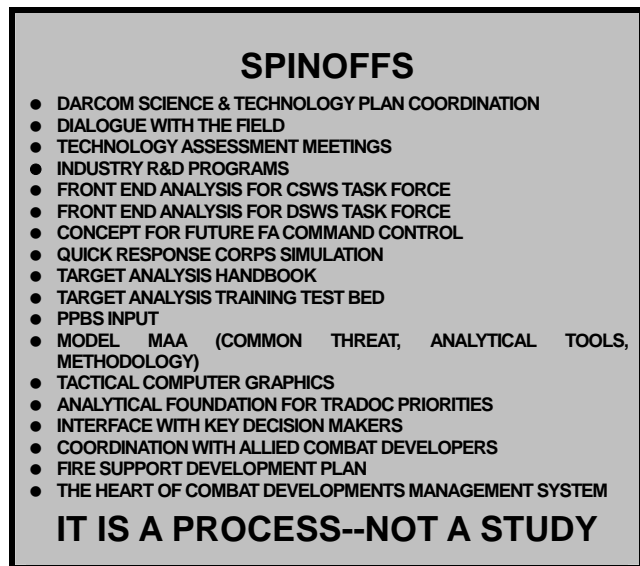 SPINOFFS
● DARCOM SCIENCE & TECHNOLOGY PLAN COORDINATION
● DIALOGUE WITH THE FIELD
● TECHNOLOGY ASSESSMENT MEETINGS
● INDUSTRY R&D PROGRAMS
● FRONT END ANALYSIS FOR CSWS TASK FORCE
● FRONT END ANALYSIS FOR DSWS TASK FORCE
● CONCEPT FOR FUTURE FA COMMAND CONTROL
● QUICK RESPONSE CORPS SIMULATION
● TARGET ANALYSIS HANDBOOK
● TARGET ANALYSIS TRAINING TEST BED
● PPBS INPUT
● MODEL MAA (COMMON THREAT, ANALYTICAL TOOLS,
METHODOLOGY)
● TACTICAL COMPUTER GRAPHICS
● ANALYTICAL FOUNDATION FOR TRADOC PRIORITIES
● INTERFACE WITH KEY DECISION MAKERS
● COORDINATION WITH ALLIED COMBAT DEVELOPERS
● FIRE SUPPORT DEVELOPMENT PLAN
● THE HEART OF COMBAT DEVELOPMENTS MANAGEMENT SYSTEM
IT IS A PROCESS--NOT A STUDY